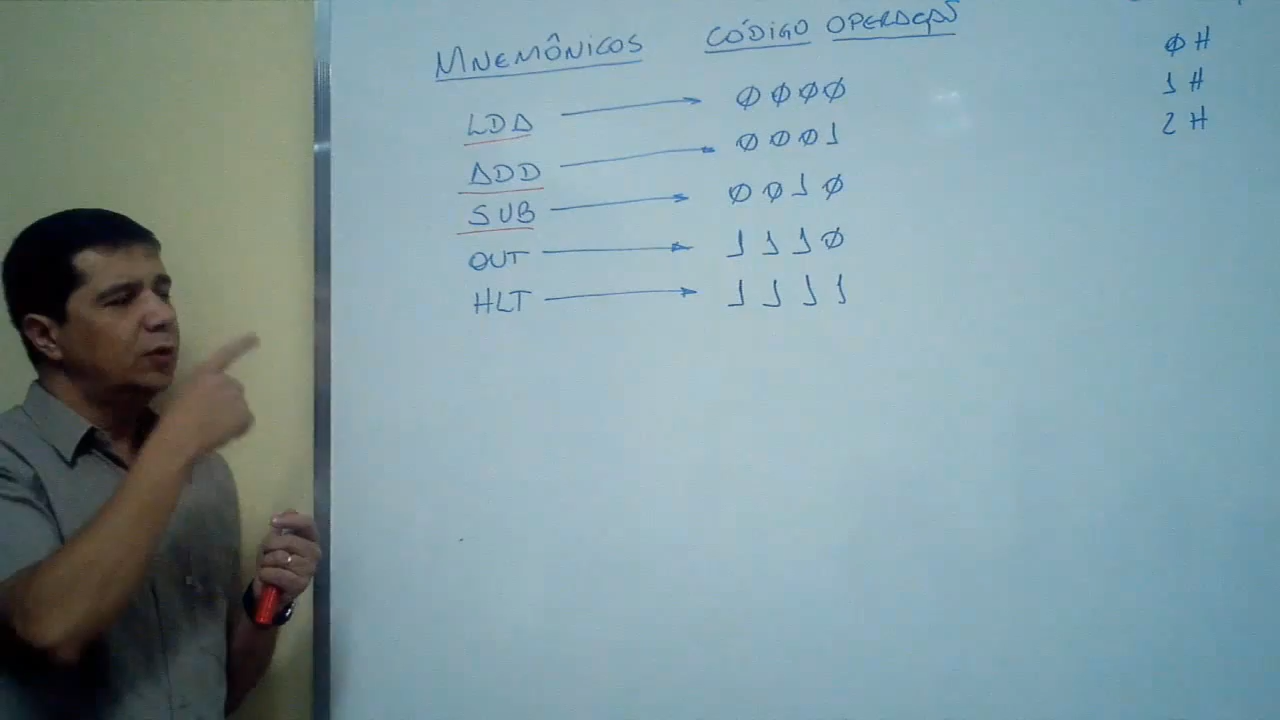 MNEMÔNICOS CÓDIGO OPERAÇÃO
LDA → 0000
ADD → 0001
SUB → 0010
OUT → 1110
HLT → 1111
0H
1H
2H